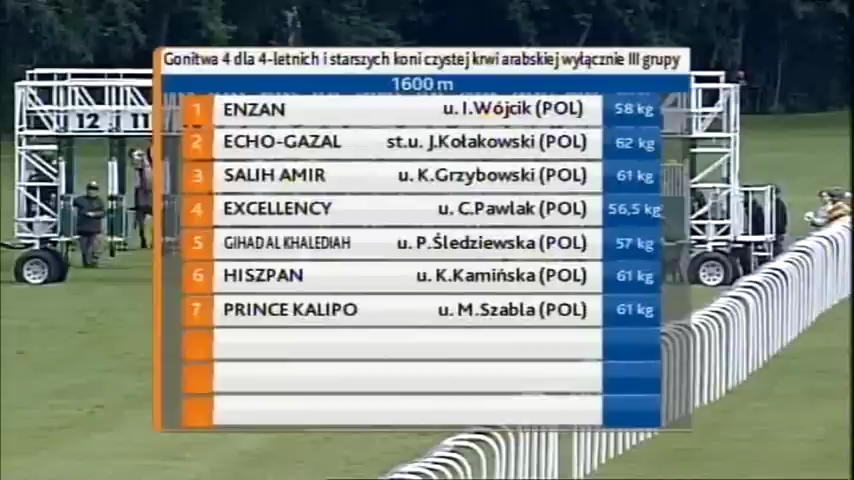 Gonitwa 4 dla 4-letnich i starszych koni czystej krwi arabskiej wyłącznie III grupy
1600 m
1 ENZAN u. I.Wójcik (POL) 58 kg
2 ECHO-GAZAL st.u. J.Kołakowski (POL) 62 kg
3 SALIH AMIR u. K.Grzybowski (POL) 61 kg
4 EXCELLENCY u. C.Pawlak (POL) 56,5 kg
5 GIHAD AL KHALEDIAH u. P.Śledziewska (POL) 57 kg
6 HISZPAN u. K.Kamińska (POL) 61 kg
7 PRINCE KALIPO u. M.Szabla (POL) 61 kg
12 11